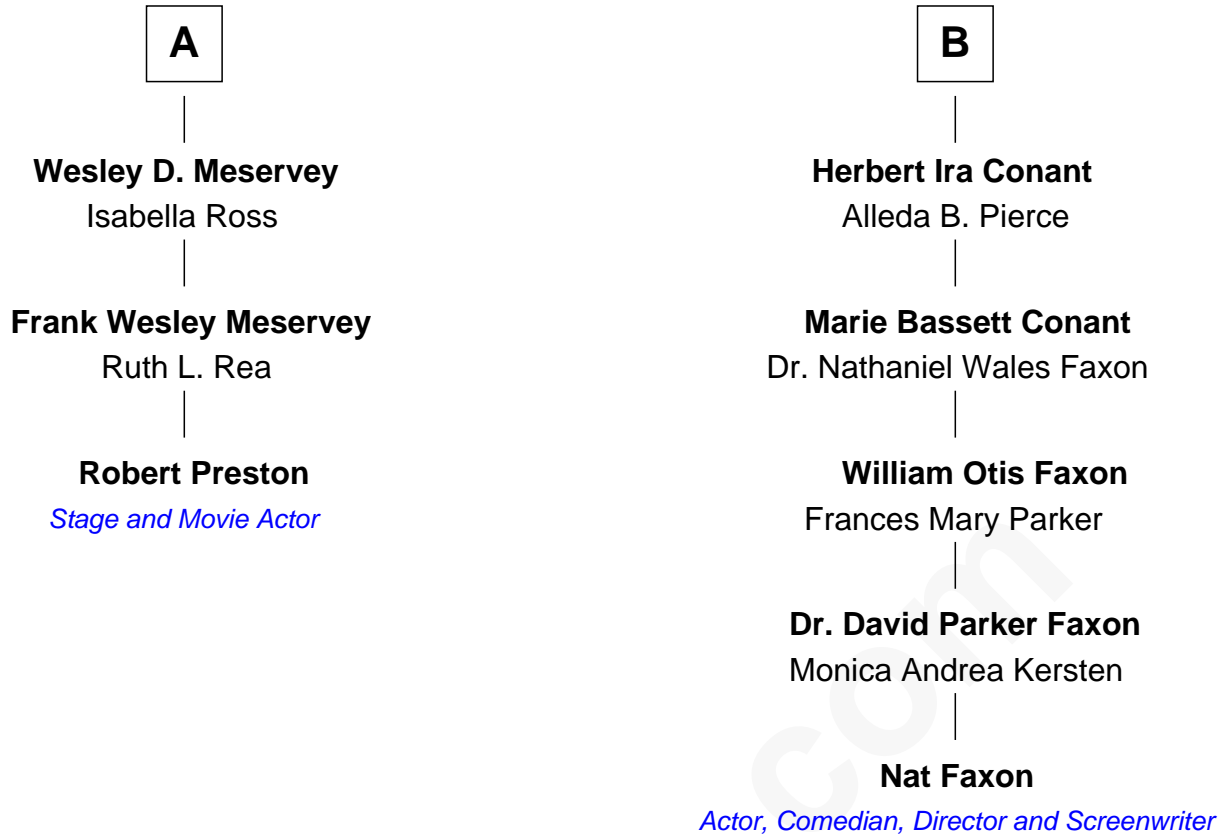 A
Wesley D. Meservey
Isabella Ross
Frank Wesley Meservey
Ruth L. Rea
Robert Preston
Stage and Movie Actor
B
Herbert Ira Conant
Alleda B. Pierce
Marie Bassett Conant
Dr. Nathaniel Wales Faxon
William Otis Faxon
Frances Mary Parker
Dr. David Parker Faxon
Monica Andrea Kersten
Nat Faxon
Actor, Comedian, Director and Screenwriter
com